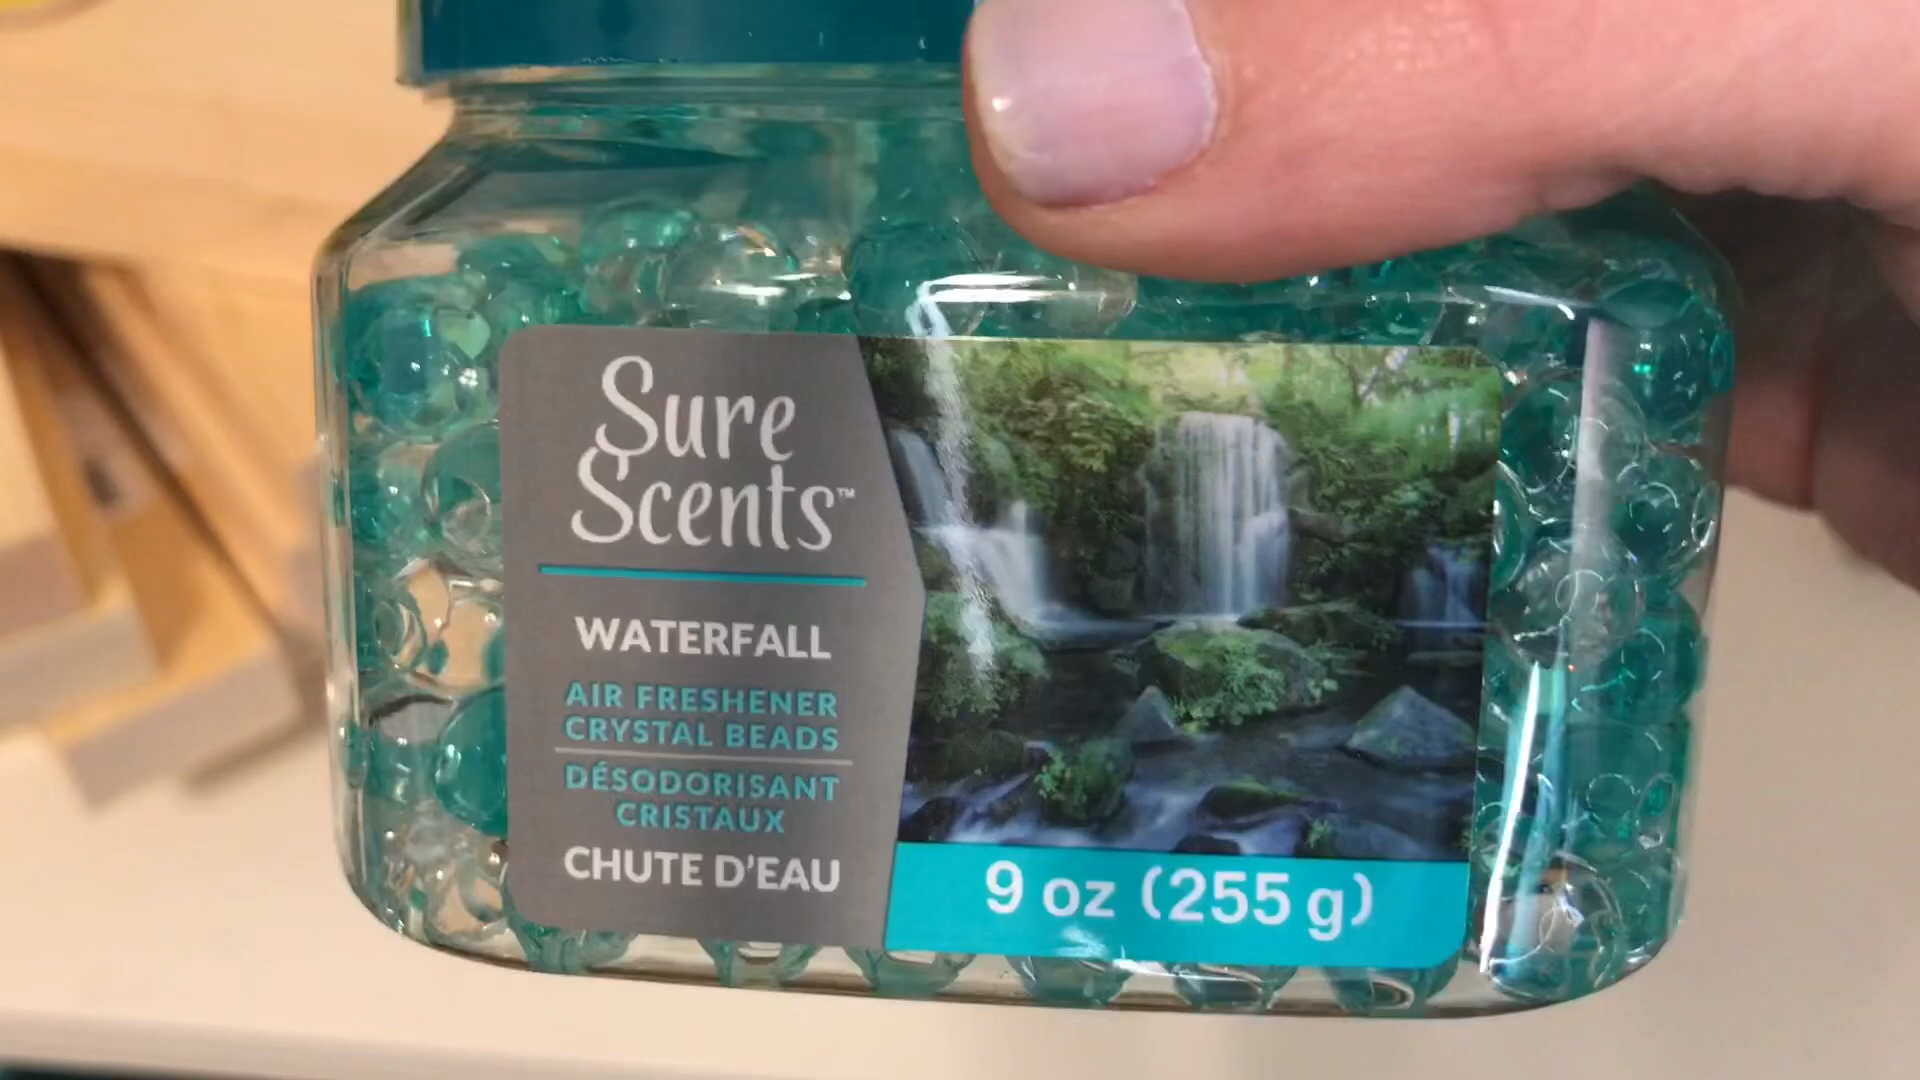 Sure
Scents™
WATERFALL
AIR FRESHENER
CRYSTAL BEADS
DÉSODORISANT
CRISTAUX
CHUTE D'EAU
9 oz (255 g)